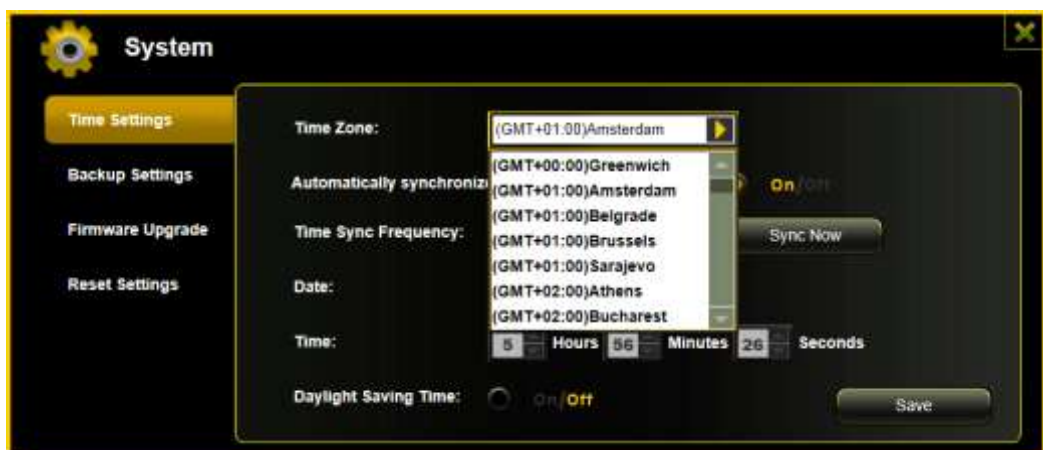 System
Time Settings
Backup Settings
Firmware Upgrade
Reset Settings
Time Zone: (GMT+01:00)Amsterdam
(GMT+00:00)Greenwich
(GMT+01:00)Amsterdam
(GMT+01:00)Belgrade
(GMT+01:00)Brussels
(GMT+01:00)Sarajevo
(GMT+02:00)Athens
(GMT+02:00)Bucharest
Automatically On/Off
Time Sync Frequency: Sync Now
Date:
Time: 5 Hours 56 Minutes 26 Seconds
Daylight Saving Time: On/Off
Save